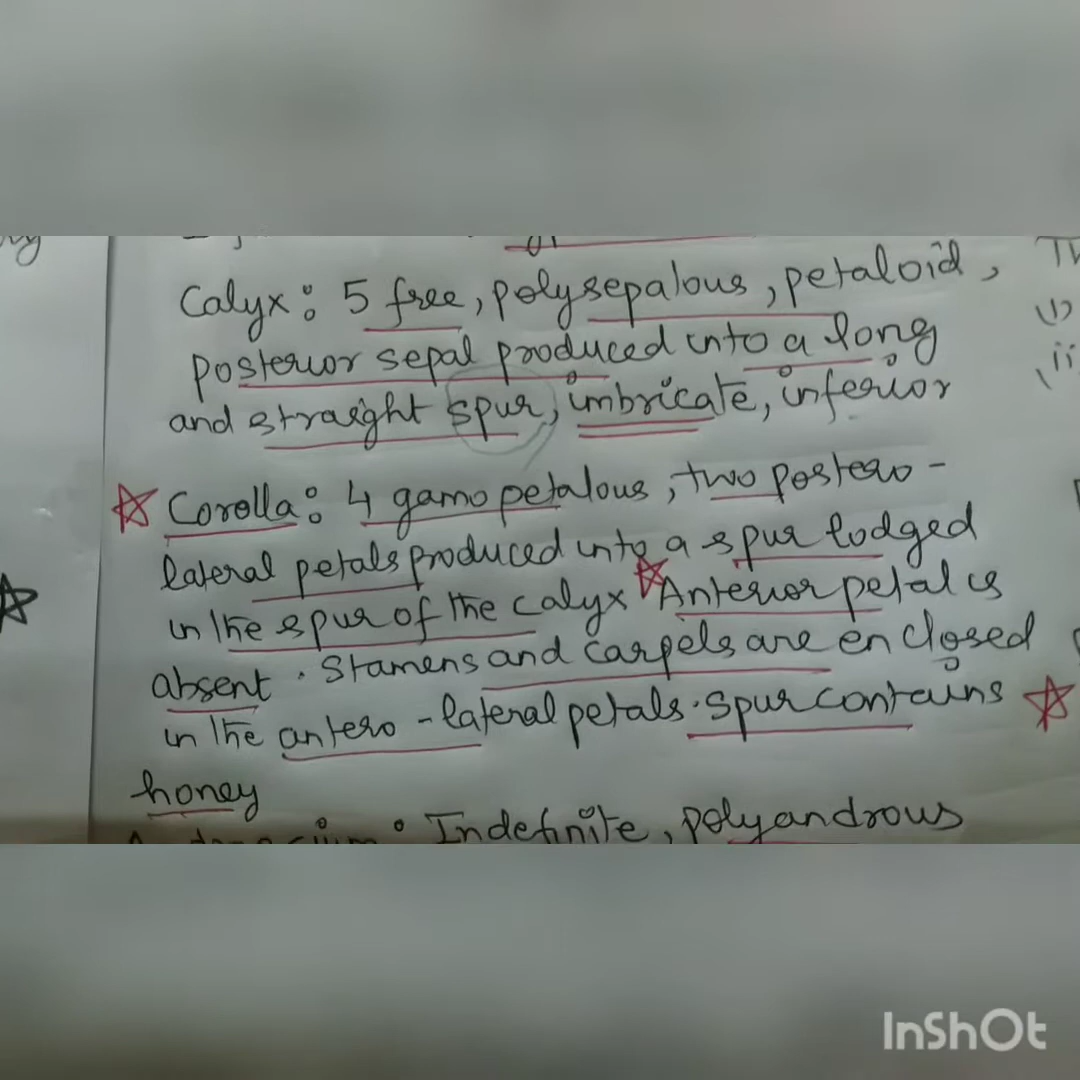 Calyx: 5 free, polysepalous, petaloid,
posterior sepal produced into a long
and straight spur, imbricate, inferior
Corolla: 4 gamopetalous, two postero-
lateral petals produced into a spur lodged
in the spur of the calyx Anterior petal is
absent. Stamens and carpels are enclosed
in the antero-lateral petals. Spur contains
honey
Indefinite, polyandrous
(i)
InShOt